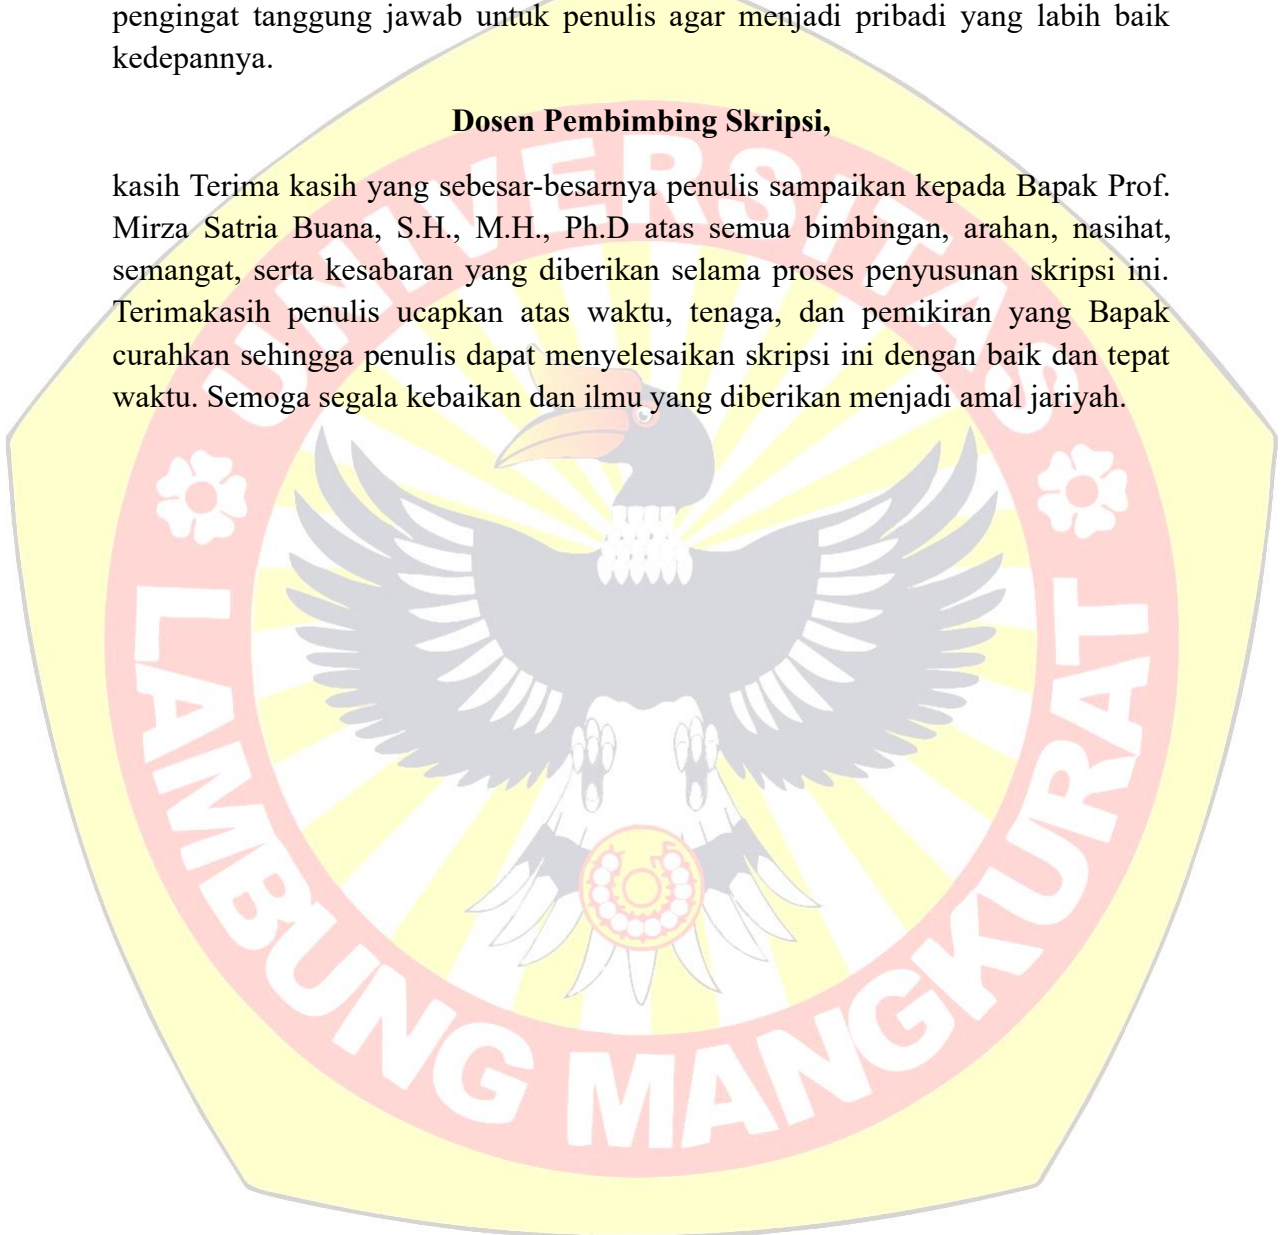 pengingat tanggung jawab untuk penulis agar menjadi pribadi yang labih baik
kedepannya.
Dosen Pembimbing Skripsi,
kasih Terima kasih yang sebesar-besarnya penulis sampaikan kepada Bapak Prof.
Mirza Satria Buana, S.H., M.H., Ph.D atas semua bimbingan, arahan, nasihat,
semangat, serta kesabaran yang diberikan selama proses penyusunan skripsi ini.
Terimakasih penulis ucapkan atas waktu, tenaga, dan pemikiran yang Bapak
curahkan sehingga penulis dapat menyelesaikan skripsi ini dengan baik dan tepat
waktu. Semoga segala kebaikan dan ilmu yang diberikan menjadi amal jariyah.
UNIVERSITAS
LAMBUNG MANGKURAT